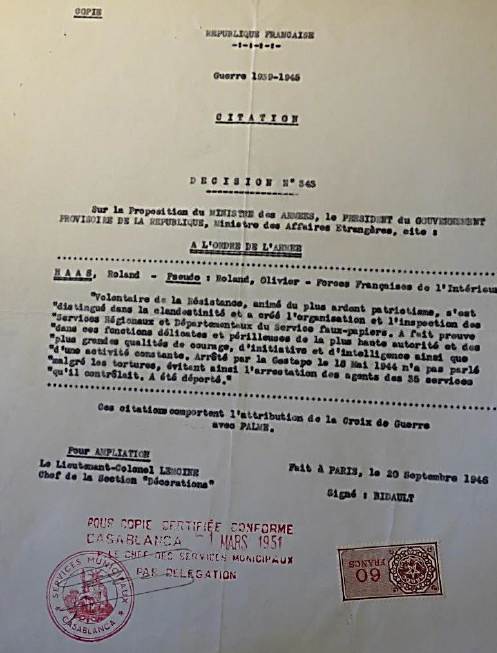 COPIE
REPUBLIQUE FRANCAISE
-:-:-:-:-
Guerre 1939-1945
CITATION
DECISION N° 343
Sur la Proposition du MINISTRE des ARMEES, le PRESIDENT du GOUVERNEMENT
PROVISOIRE DE LA REPUBLIQUE, Ministre des Affaires Etrangères, cite :
A L'ORDRE DE L'ARMEE
HAAS, Roland - Pseudo : Roland, Olivier - Forces Françaises de l'Intérieur
"Volontaire de la Résistance, animé du plus ardent patriotisme, s'est
"distingué dans la clandestinité et a créé l'organisation et l'inspection des
"Services Régionaux et Départementaux du Service faux-papiers. A fait preuve
"dans ces fonctions délicates et périlleuses de la plus haute autorité et des
"plus grandes qualités de courage, d'initiative et d'intelligence ainsi que
"d'une activité constante. Arrêté par la Gestapo le 18 Mai 1944 n'a pas parlé
"malgré les tortures, évitant ainsi l'arrestation des agents des 35 services
"qu'il contrôlait. A été déporté."
Ces citations comportent l'attribution de la Croix de Guerre
avec PALME.
Pour AMPLIATION
Le Lieutenant-Colonel LEMOINE
Chef de la Section "Décorations"
Fait à PARIS, le 20 Septembre 1946
Signé : BIDAULT
POUR COPIE CERTIFIÉE CONFORME
CASABLANCA - 1 MARS 1951
P. LE CHEF DES SERVICES MUNICIPAUX
PAR DELEGATION
SERVICES MUNICIPAUX
CASABLANCA
60
FRANCS